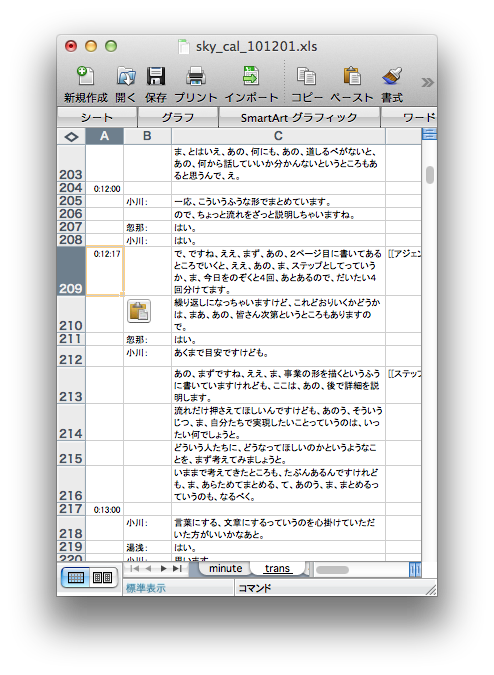 sky_cal_101201.xls
新規作成 開く 保存 プリント インポート コピー ペースト 書式 »
シート グラフ SmartArt グラフィック ワード
A B C
203 ま、とはいえ、あの、何にも、あの、道しるべがないと、
あの、何から話していいか分かんないというところもあ
ると思うんで、え。
204 0:12:00
205 小川: 一応、こういうふうな形でまとめています。
206 ので、ちょっと流れをざっと説明しちゃいますね。
207 忽那: はい。
208 小川: はい。
209 0:12:17 で、ですね、ええ、まず、あの、2ページ目に書いてある [[アジェン
ところでいくと、ええ、あの、ま、ステップとしてっていう
か、ま、今日をのぞくと4回、あとあるので、だいたい4
回分けてます。
210 繰り返しになっちゃいますけど、これどおりいくかどうか
は、まあ、あの、皆さん次第というところもありますの
で。
211 忽那: はい。
212 小川: あくまで目安ですけども。
213 あの、まずですね、ええ、ま、事業の形を描くというふう [[ステップ
に書いていますけれども、ここは、あの、後で詳細を説
明します。
214 流れだけ押さえてほしいんですけども、あのう、そういう
じつ、ま、自分たちで実現したいことっていうのは、いっ
たい何でしょうと。
215 どういう人たちに、どうなってほしいのかというようなこ
とを、まず考えてみましょうと。
216 いままで考えてきたところも、たぶんあるんですけれど
も、ま、あらためてまとめる、て、あのう、ま、まとめるっ
ていうのも、なるべく。
217 0:13:00
218 小川: 言葉にする、文章にするっていうのを心掛けていただ
いた方がいいかなあと。
219 湯浅: はい。
220 小川: 思います
minute trans
標準表示 コマンド